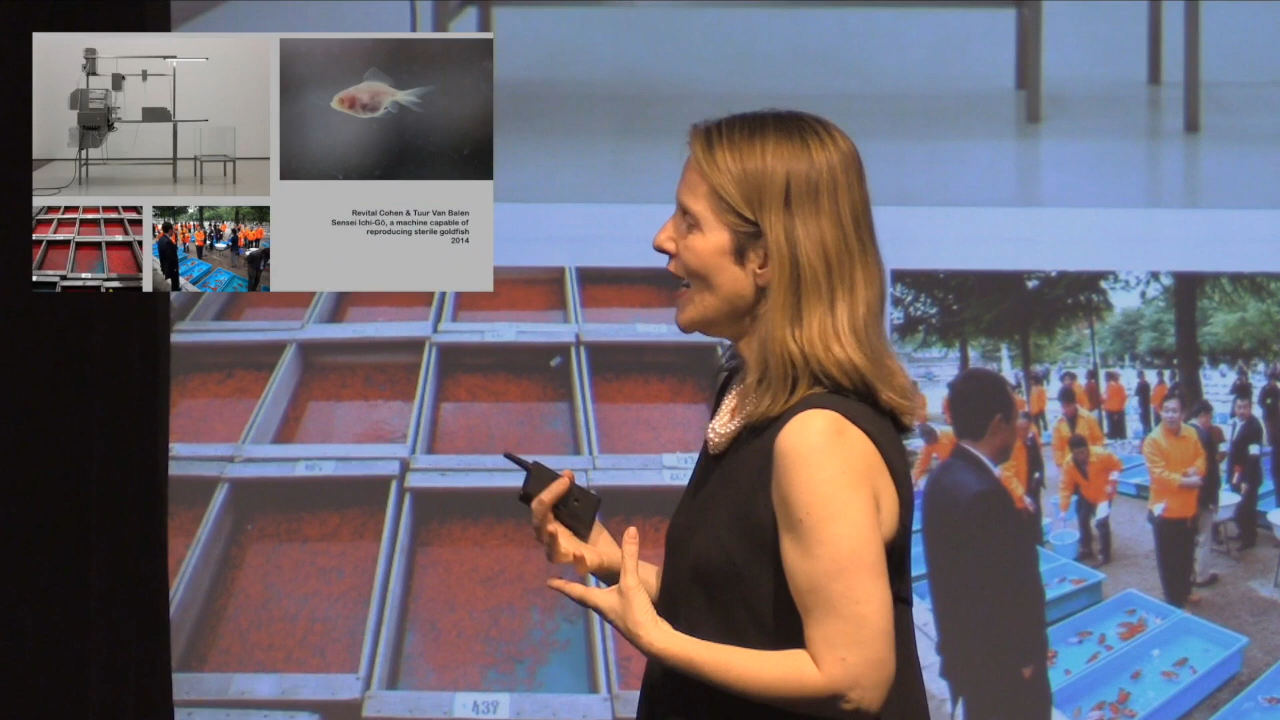 Revital Cohen & Tuur Van Balen
Sensei Ichi-Gō, a machine capable of
reproducing sterile goldfish
2014
439